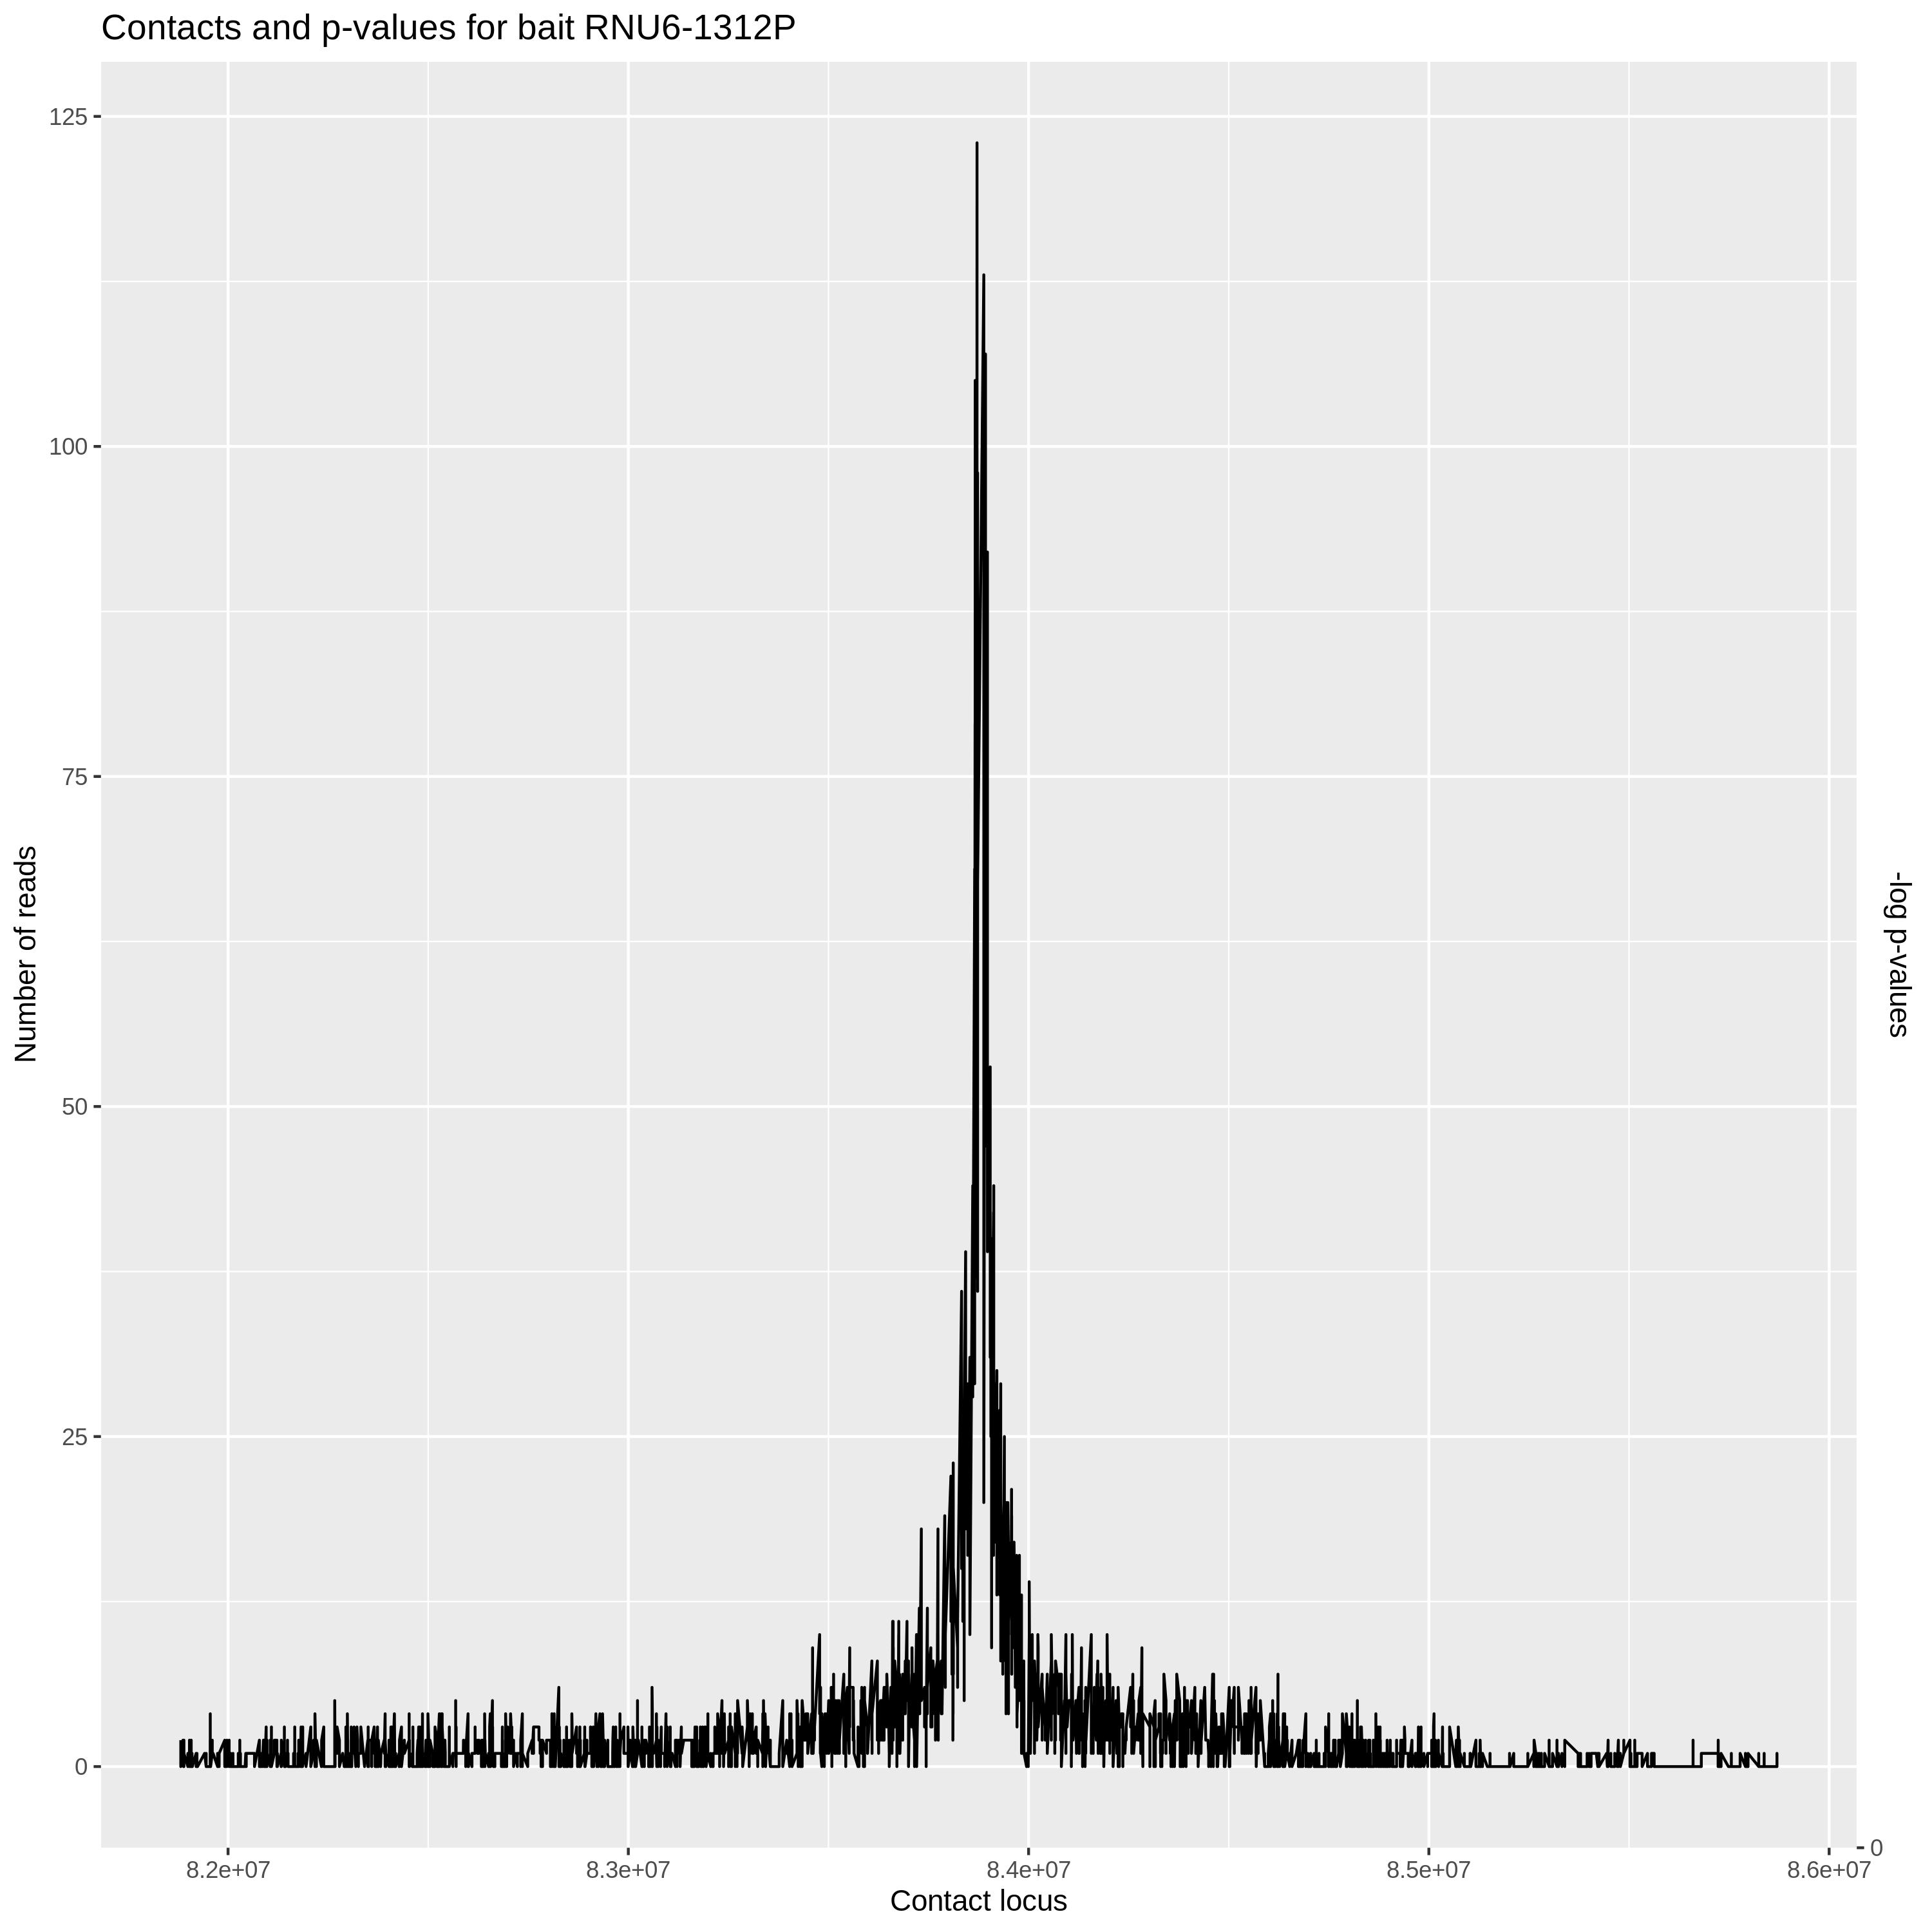 Contacts and p-values for bait RNU6-1312P
125
100
75
50
25
0
Number of reads
-log p-values
0
8.2e+07
8.3e+07
8.4e+07
8.5e+07
8.6e+07
Contact locus